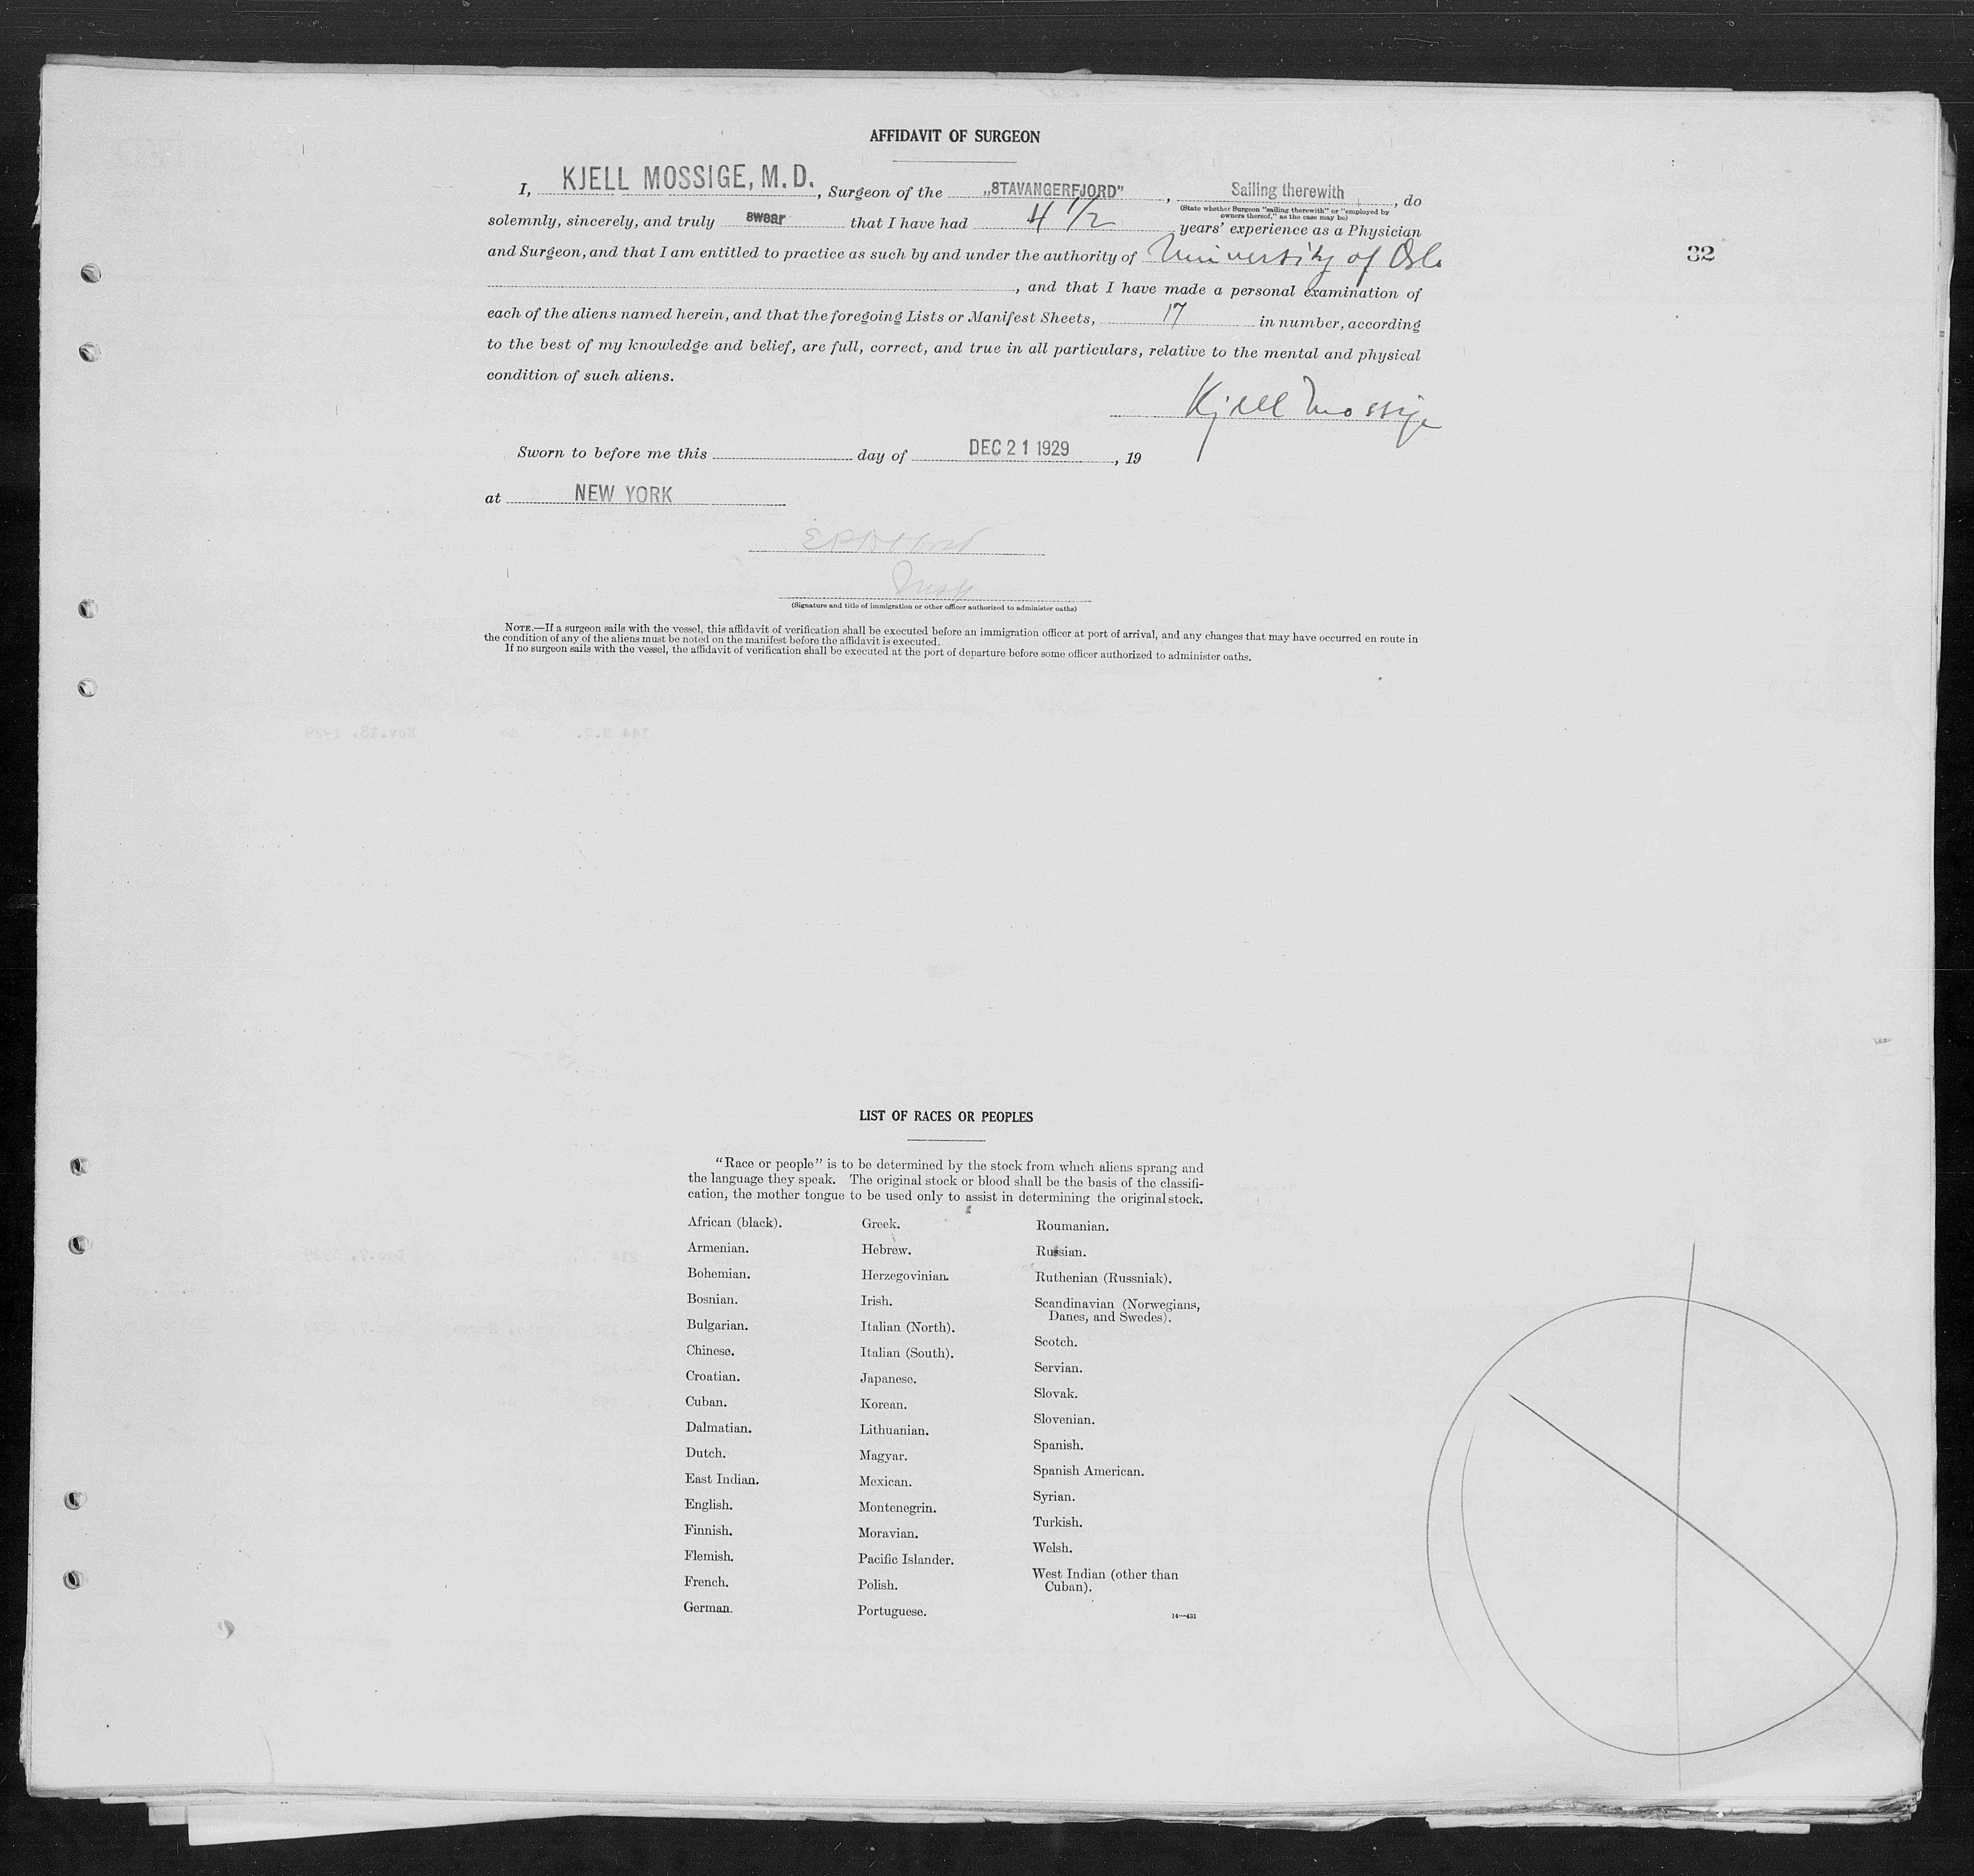 AFFIDAVIT OF SURGEON
I, KJELL MOSSIGE, M.D., Surgeon of the „STAVANGERFJORD", Sailing therewith, do
(State whether Surgeon "sailing therewith" or "employed by
owners thereof," as the case may be)
solemnly, sincerely, and truly swear that I have had 4 1/2 years' experience as a Physician
and Surgeon, and that I am entitled to practice as such by and under the authority of University of Oslo
32
, and that I have made a personal examination of
each of the aliens named herein, and that the foregoing Lists or Manifest Sheets, 17 in number, according
to the best of my knowledge and belief, are full, correct, and true in all particulars, relative to the mental and physical
condition of such aliens.
Kjell Mossige
Sworn to before me this day of DEC 21 1929, 19
at NEW YORK
Insp
(Signature and title of immigration or other officer authorized to administer oaths)
NOTE.—If a surgeon sails with the vessel, this affidavit of verification shall be executed before an immigration officer at port of arrival, and any changes that may have occurred en route in
the condition of any of the aliens must be noted on the manifest before the affidavit is executed.
If no surgeon sails with the vessel, the affidavit of verification shall be executed at the port of departure before some officer authorized to administer oaths.
LIST OF RACES OR PEOPLES
"Race or people" is to be determined by the stock from which aliens sprang and
the language they speak. The original stock or blood shall be the basis of the classifi-
cation, the mother tongue to be used only to assist in determining the original stock.
African (black).
Armenian.
Bohemian.
Bosnian.
Bulgarian.
Chinese.
Croatian.
Cuban.
Dalmatian.
Dutch.
East Indian.
English.
Finnish.
Flemish.
French.
German.
Greek.
Hebrew.
Herzegovinian.
Irish.
Italian (North).
Italian (South).
Japanese.
Korean.
Lithuanian.
Magyar.
Mexican.
Montenegrin.
Moravian.
Pacific Islander.
Polish.
Portuguese.
Roumanian.
Russian.
Ruthenian (Russniak).
Scandinavian (Norwegians,
Danes, and Swedes).
Scotch.
Servian.
Slovak.
Slovenian.
Spanish.
Spanish American.
Syrian.
Turkish.
Welsh.
West Indian (other than
Cuban).
14—431